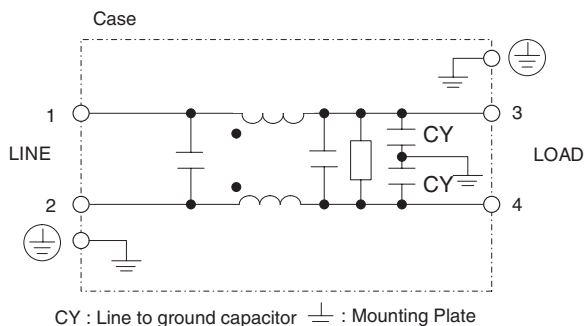 Case
1
3
CY
LINE
LOAD
CY
2
4
CY : Line to ground capacitor : Mounting Plate